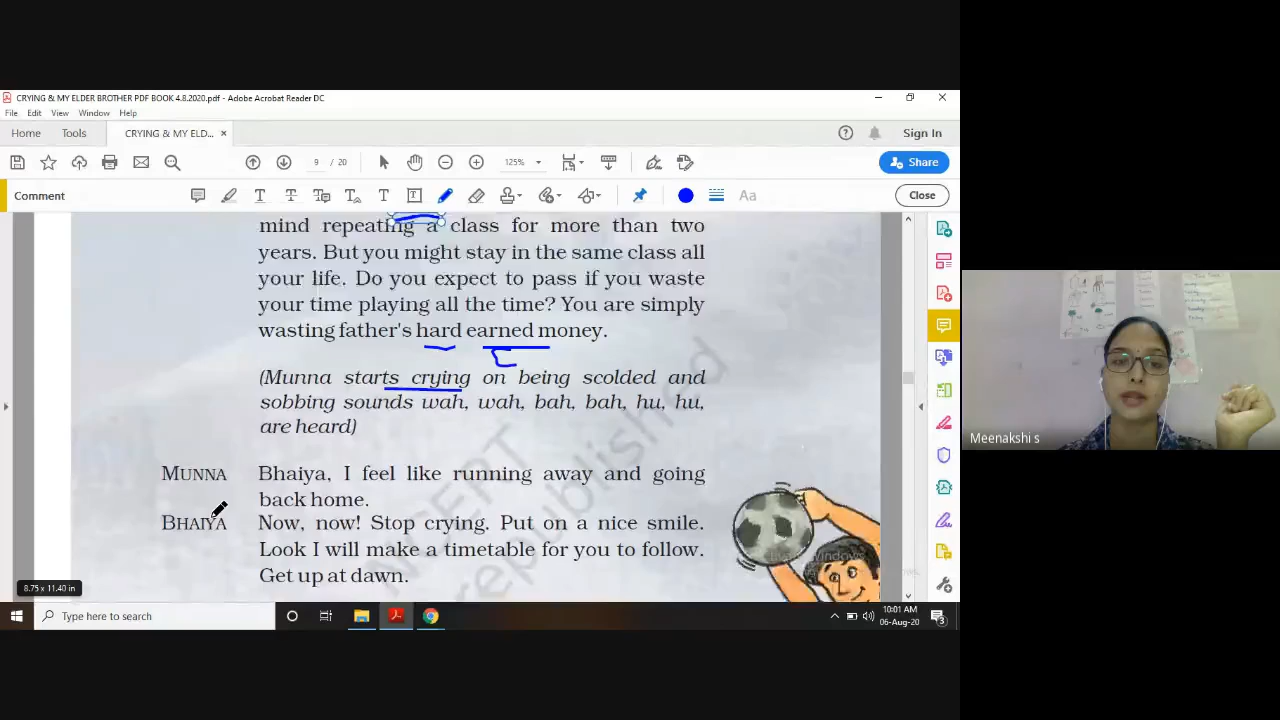 CRYING & MY ELDER BROTHER PDF BOOK 4.8.2020.pdf - Adobe Acrobat Reader DC
File Edit View Window Help
Home Tools CRYING & MY ELD... × Sign In
9 / 20 125% Share
Comment Aa Close
mind repeating a class for more than two
years. But you might stay in the same class all
your life. Do you expect to pass if you waste
your time playing all the time? You are simply
wasting father's hard earned money.
(Munna starts crying on being scolded and
sobbing sounds wah, wah, bah, bah, hu, hu,
are heard)
MUNNA Bhaiya, I feel like running away and going
back home.
BHAIYA Now, now! Stop crying. Put on a nice smile.
Look I will make a timetable for you to follow.
Get up at dawn.
NCERT
republished
8.75 x 11.40 in
Type here to search
10:01 AM
06-Aug-20
3
Meenakshi s